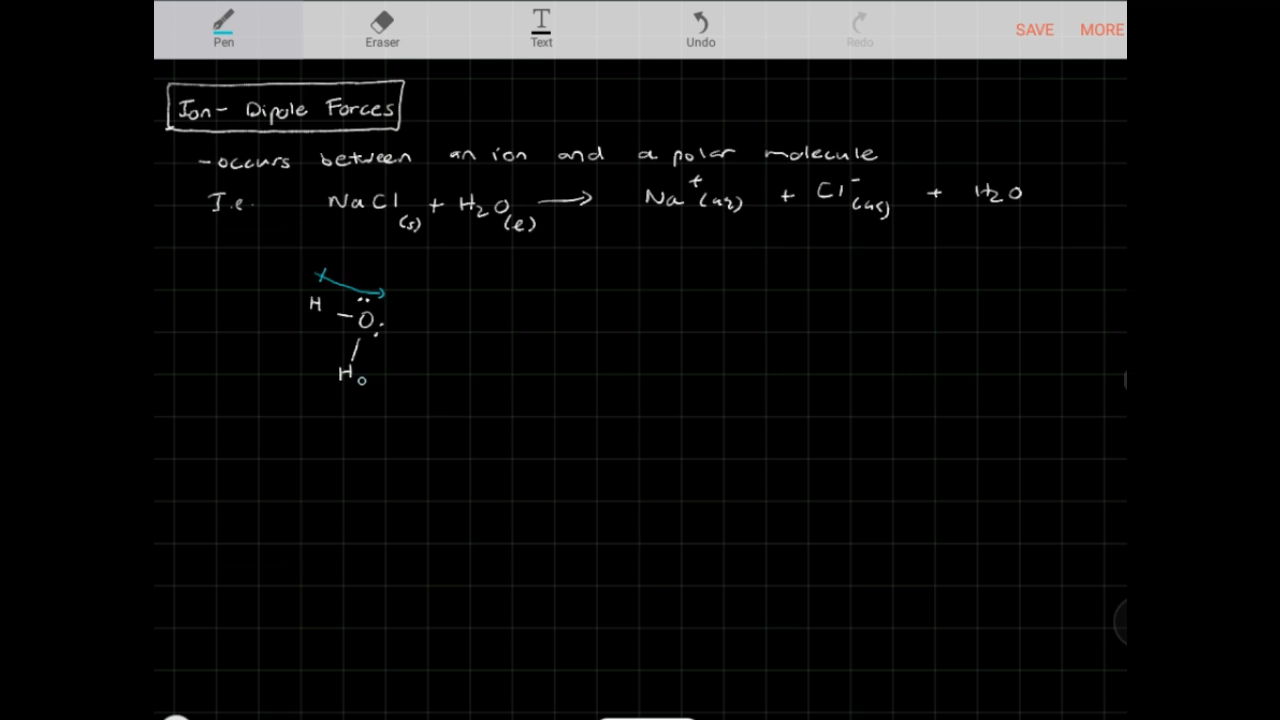 Pen Eraser Text Undo Redo SAVE MORE
Ion- Dipole Forces
- occurs between an ion and a polar molecule
I.e. NaCl(s) + H2O(l) → Na+(aq) + Cl-(aq) + H2O
H
O
H